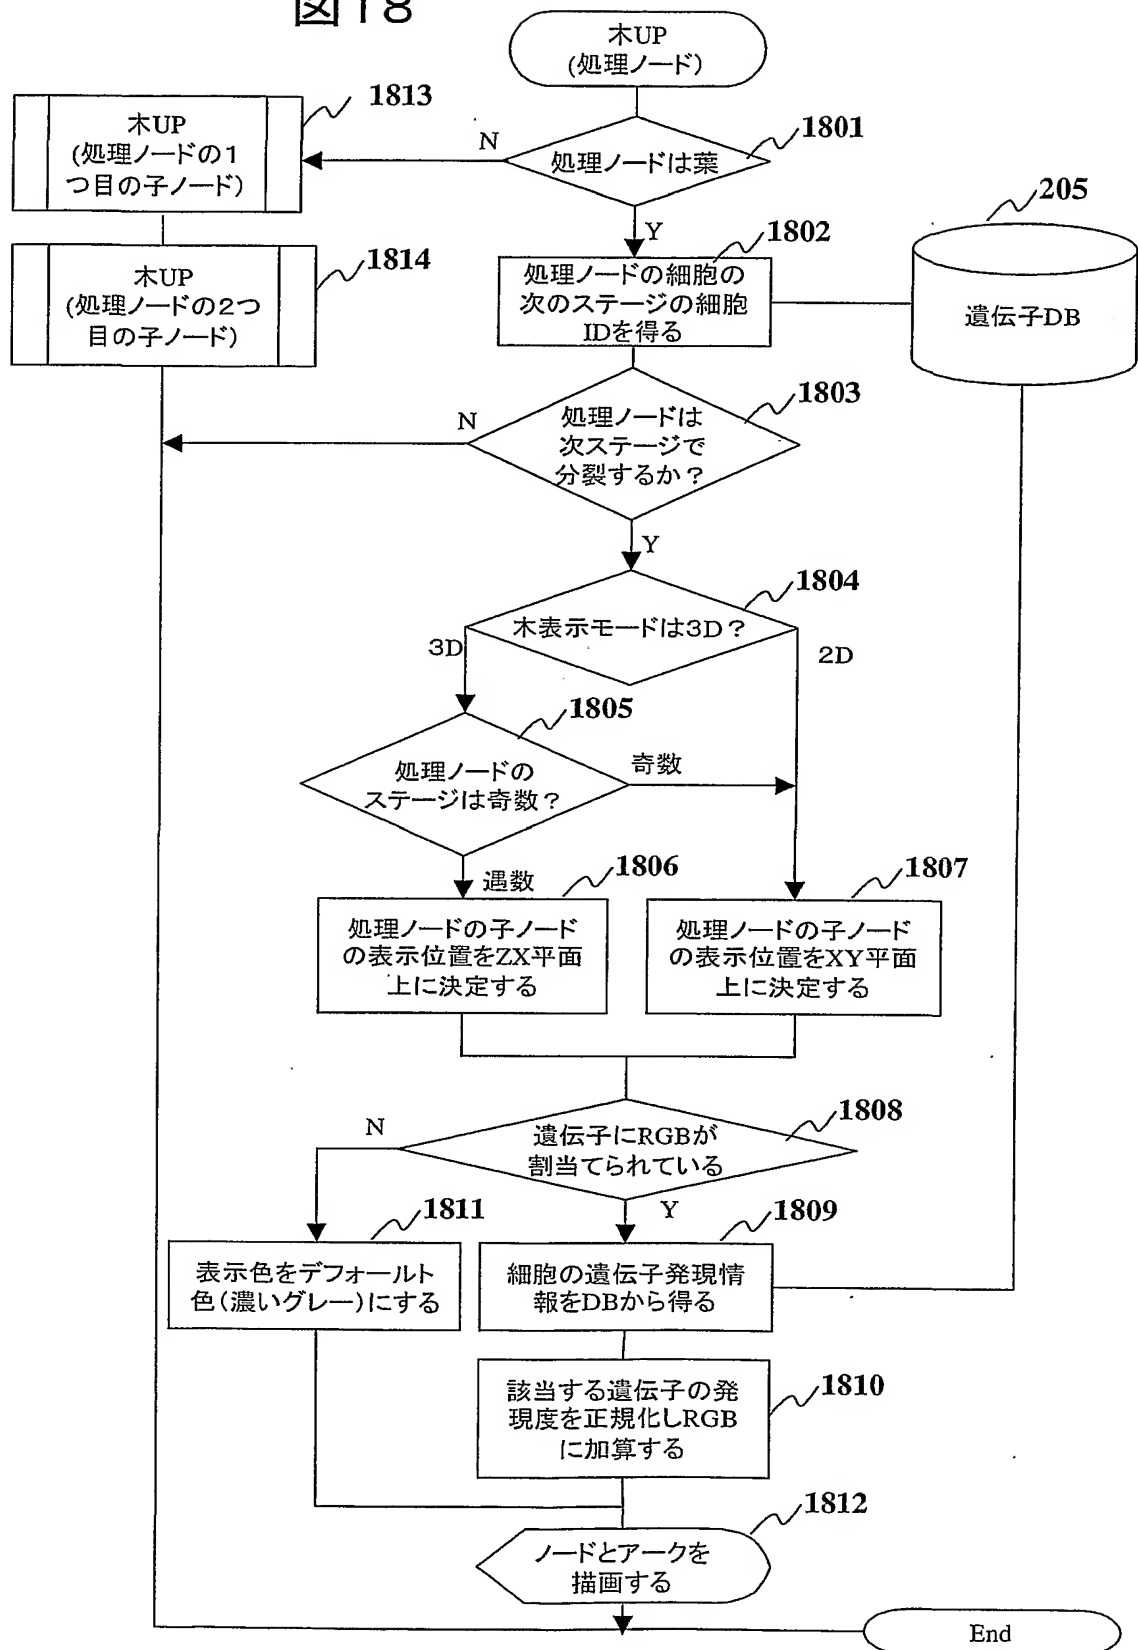 図18
木UP
(処理ノード)
1813
木UP
(処理ノードの1
つ目の子ノード)
N
1801
処理ノードは葉
Y
1814
木UP
(処理ノードの2つ
目の子ノード)
1802
処理ノードの細胞の
次のステージの細胞
IDを得る
205
遺伝子DB
1803
N
処理ノードは
次ステージで
分裂するか？
Y
1804
木表示モードは3D？
3D
2D
1805
処理ノードの
ステージは奇数？
奇数
遇数
1806
処理ノードの子ノード
の表示位置をZX平面
上に決定する
1807
処理ノードの子ノード
の表示位置をXY平面
上に決定する
1808
N
遺伝子にRGBが
割当てられている
Y
1811
表示色をデフォールト
色(濃いグレー)にする
1809
細胞の遺伝子発現情
報をDBから得る
1810
該当する遺伝子の発
現度を正規化しRGB
に加算する
1812
ノードとアークを
描画する
End